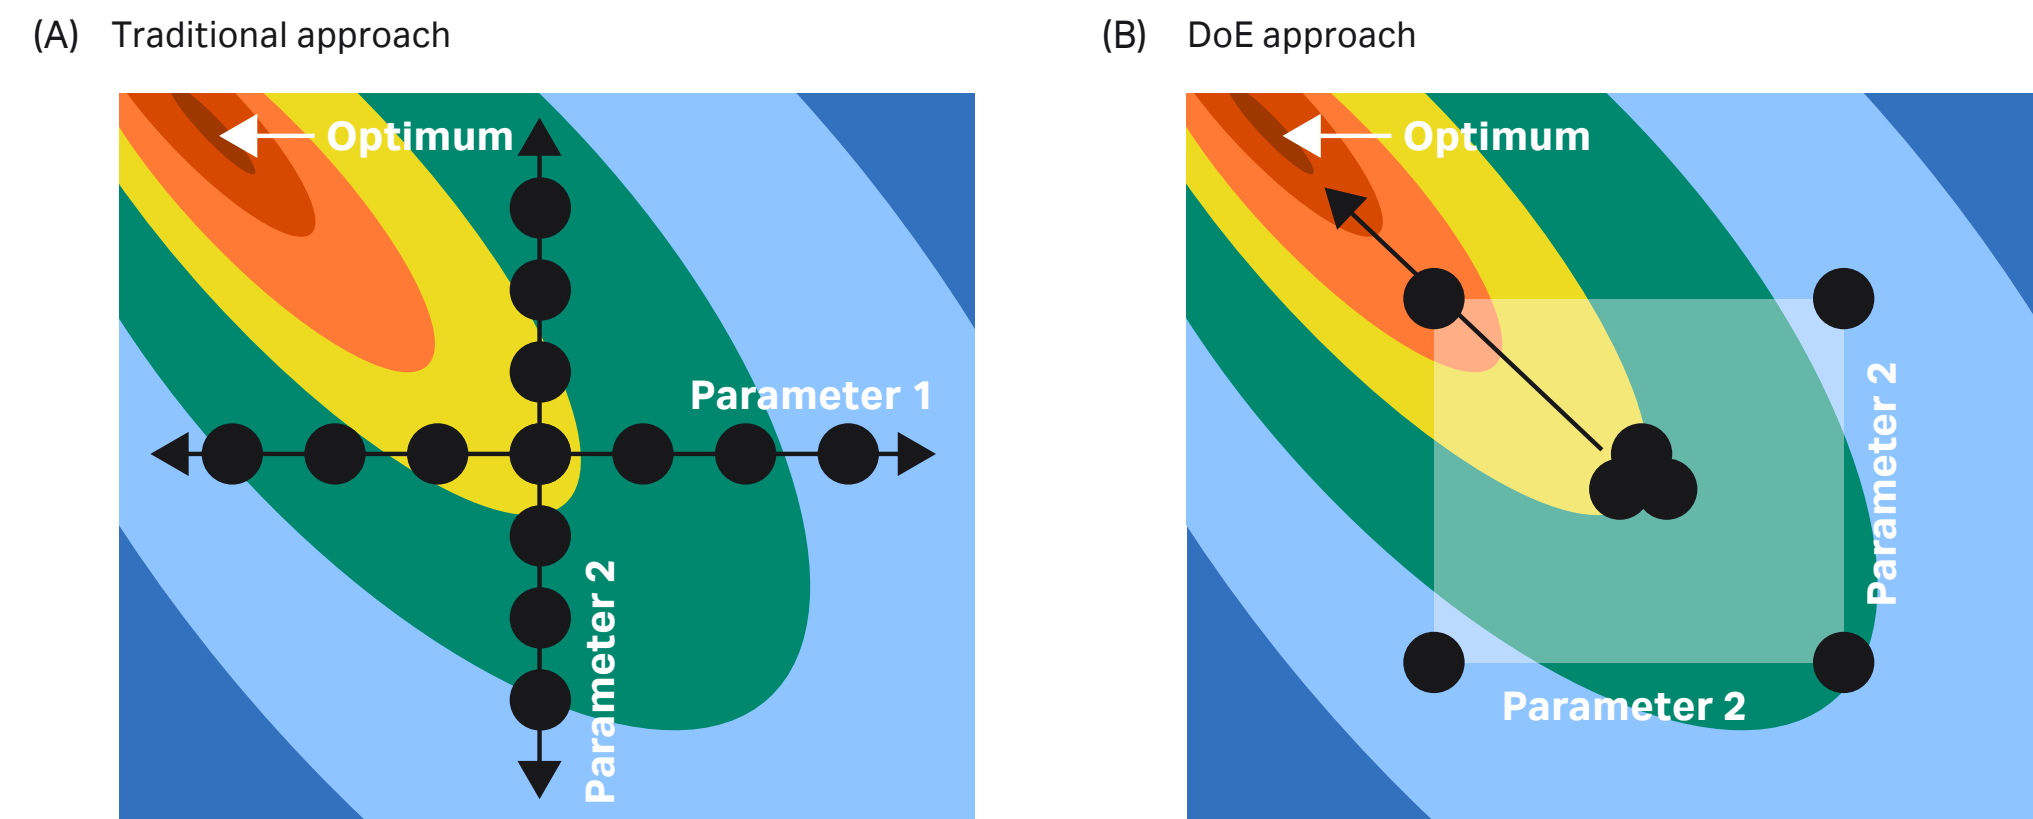 (A) Traditional approach
Optimum
Parameter 1
Parameter 2
(B) DoE approach
Optimum
Parameter 2
Parameter 2